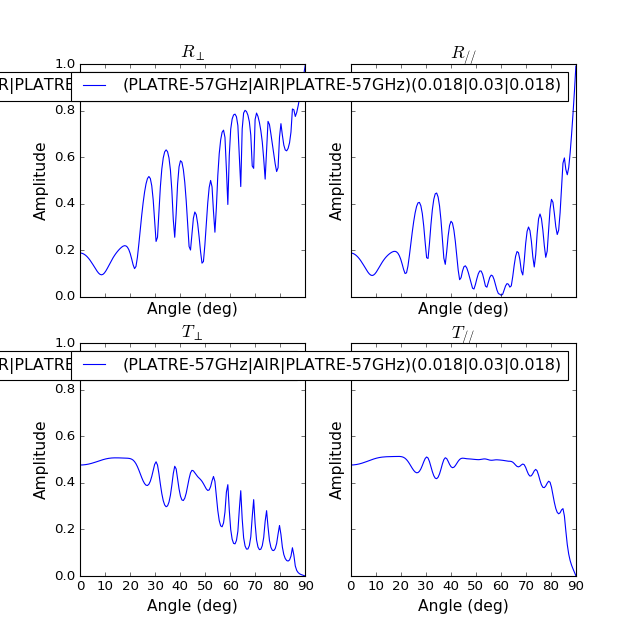 R⊥ R//
1.0
R|PLATRE (PLATRE-57GHz|AIR|PLATRE-57GHz)(0.018|0.03|0.018)
0.8
0.6
0.4
0.2
0.0
Amplitude Amplitude
Angle (deg) Angle (deg)
T⊥ T//
1.0
R|PLATRE (PLATRE-57GHz|AIR|PLATRE-57GHz)(0.018|0.03|0.018)
0.8
0.6
0.4
0.2
0.0
Amplitude Amplitude
0 10 20 30 40 50 60 70 80 90 0 10 20 30 40 50 60 70 80 90
Angle (deg) Angle (deg)